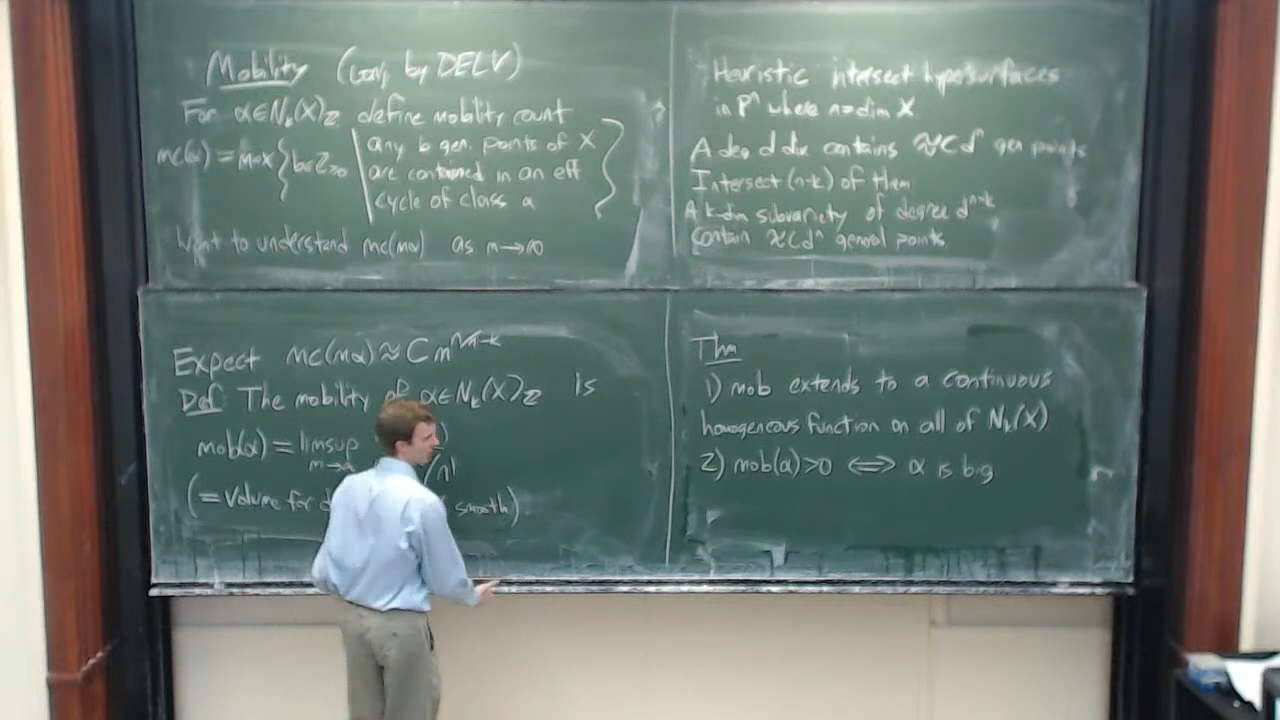 Mobility (conj by DELV)
For α∈N_k(X)_Z define mobility count
mc(α) = max { b∈Z≥0 | any b gen. points of X
are contained in an eff
cycle of class α }
Want to understand mc(mα) as m→∞
Heuristic intersect hypersurfaces
in P^n where n=dim X
A deg d div contains ≈Cd^n gen points
Intersect (n-k) of them
A k-dim subvariety of degree d^{n-k}
contain ≈Cd^n general points
Expect mc(mα) ≈ C m^{n/n-k}
Def: The mobility of α∈N_k(X)_Z is
mob(α) = limsup
m→∞
(= Volume for smooth)
Thm
1) mob extends to a continuous
homogeneous function on all of N_k(X)
2) mob(α)>0 ⟺ α is big